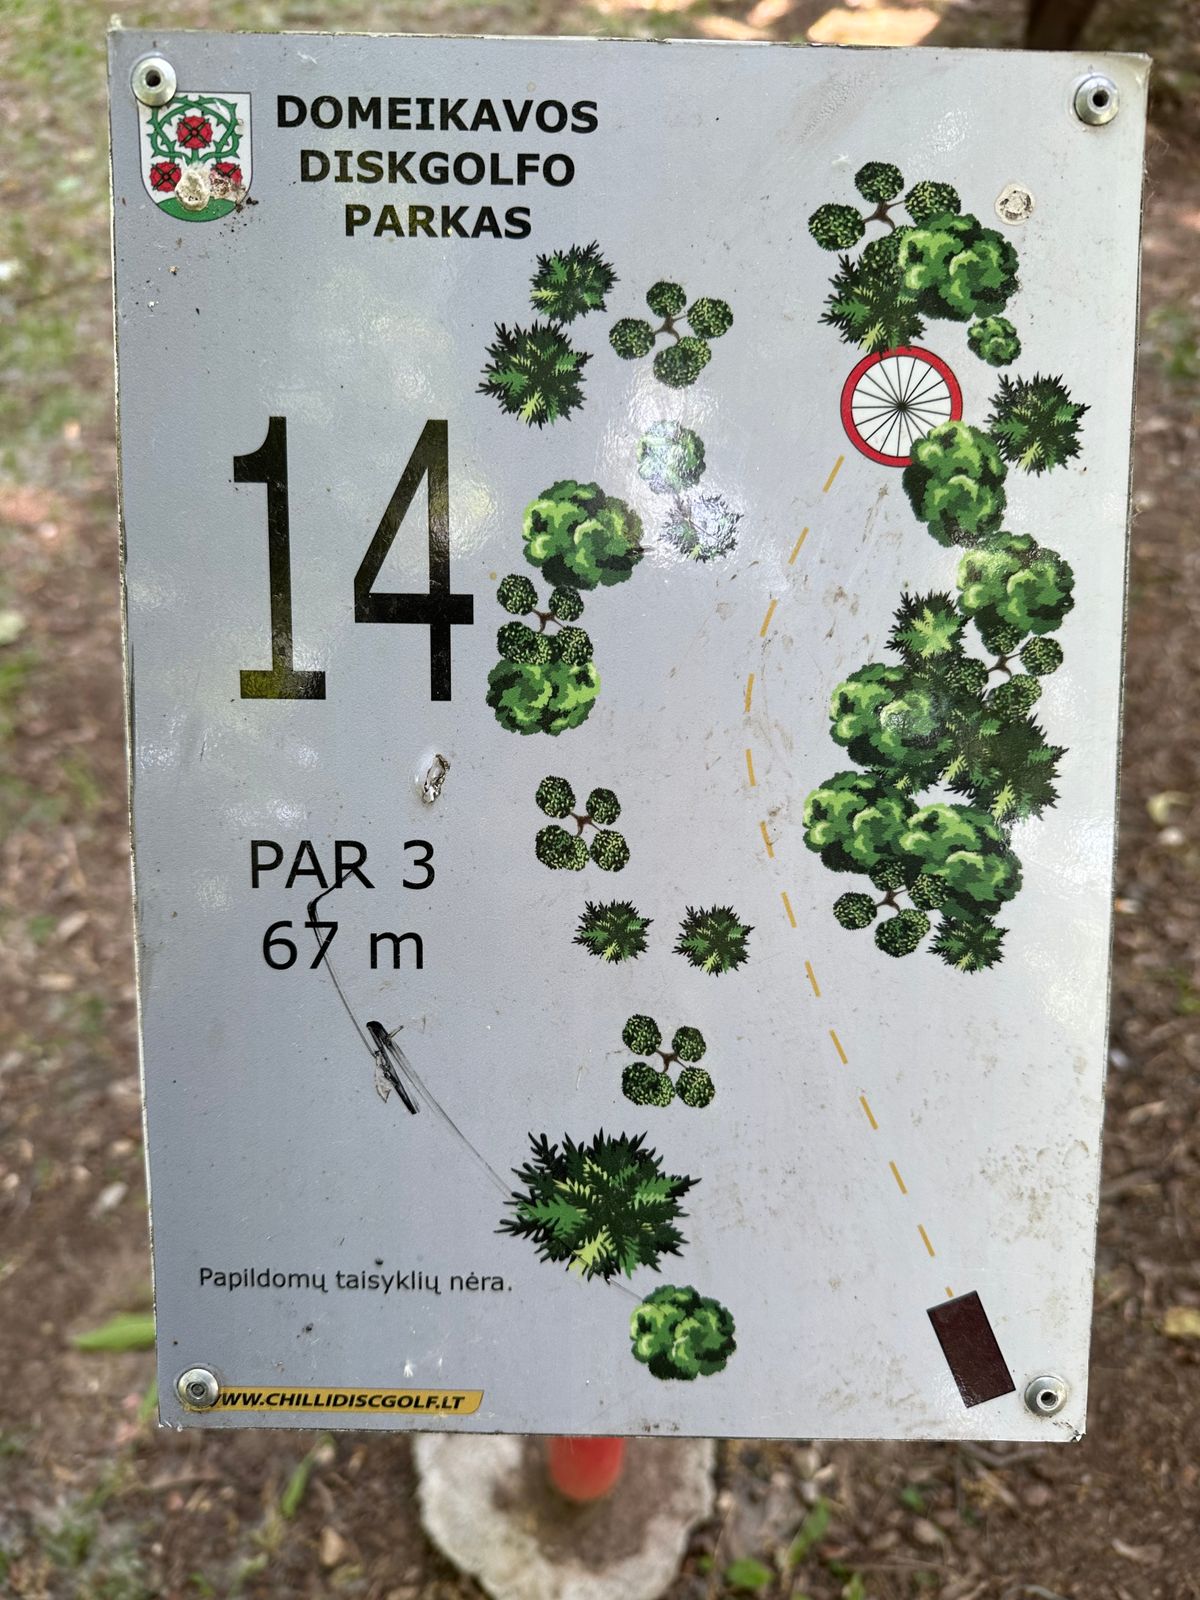 DOMEIKAVOS
DISKGOLFO
PARKAS
14
PAR 3
67 m
Papildomų taisyklių nėra.
WWW.CHILLIDISCGOLF.LT